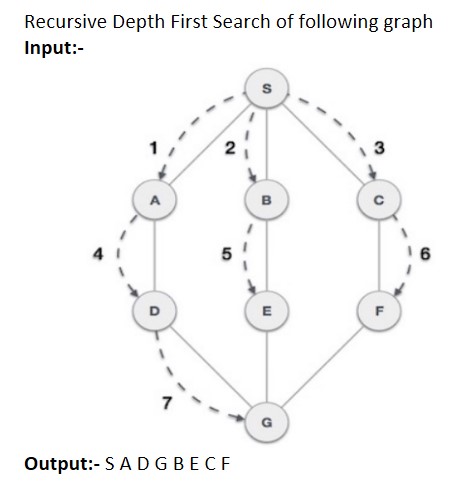 Recursive Depth First Search of following graph
Input:-
S
1
2
3
A
B
C
4
5
6
D
E
F
7
G
Output:- S A D G B E C F